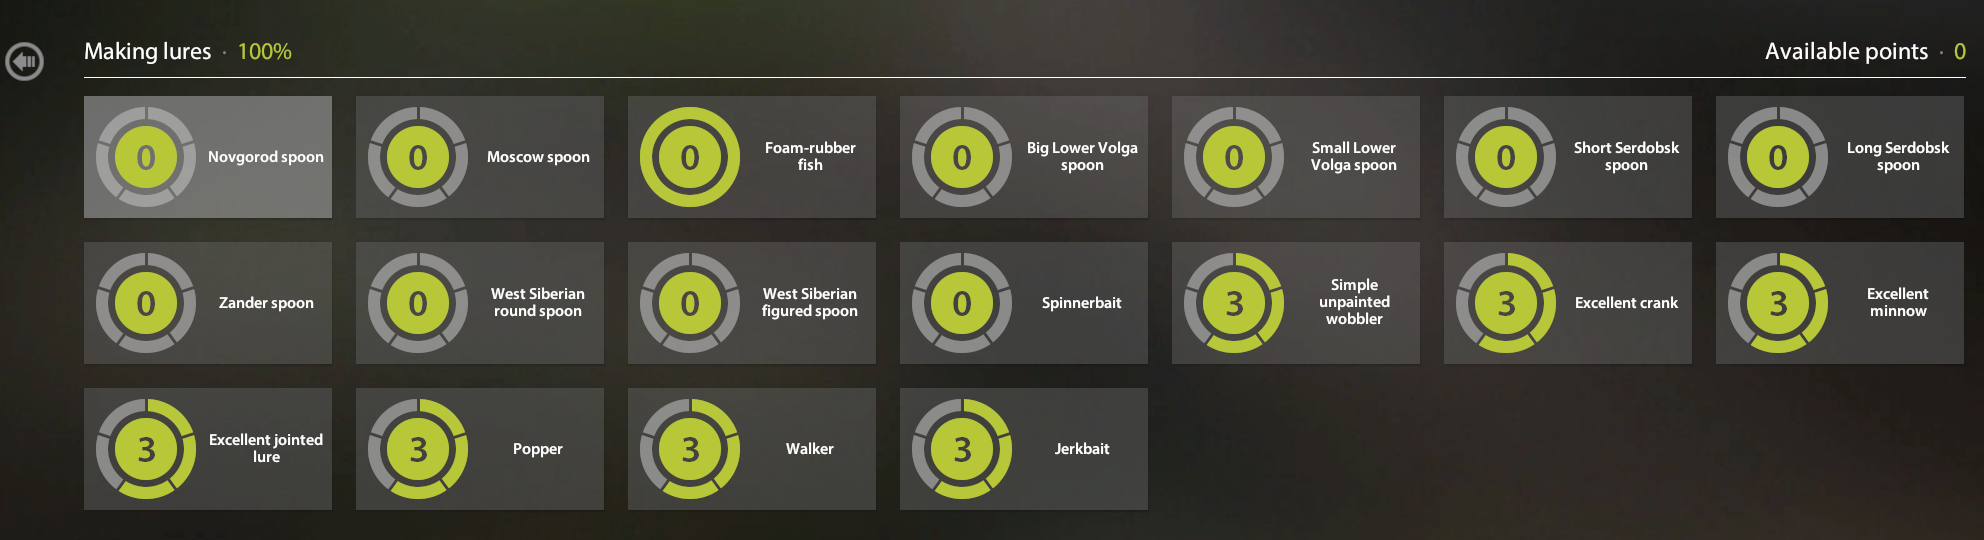 Making lures · 100%
Available points · 0
0 Novgorod spoon
0 Moscow spoon
0 Foam-rubber
fish
0 Big Lower Volga
spoon
0 Small Lower
Volga spoon
0 Short Serdobsk
spoon
0 Long Serdobsk
spoon
0 Zander spoon
0 West Siberian
round spoon
0 West Siberian
figured spoon
0 Spinnerbait
3 Simple
unpainted
wobbler
3 Excellent crank
3 Excellent
minnow
3 Excellent jointed
lure
3 Popper
3 Walker
3 Jerkbait